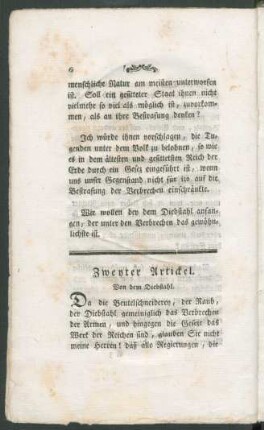 6
menschliche Natur am meisten unterworfen
ist. Soll ein gesitteter Staat ihnen nicht
vielmehr so viel als möglich ist, zuvorkom-
men, als an ihre Bestrafung denken?
Ich würde ihnen vorschlagen, die Tu-
genden unter dem Volk zu belohnen, so wie
es in dem ältesten und gesittetsten Reich der
Erde durch ein Gesez eingeführt ist, wenn
uns unser Gegenstand nicht für izo auf die
Bestrafung der Verbrechen einschränkte.
Wir wollen bey dem Diebstahl anfan-
gen, der unter den Verbrechen das gewöhn-
lichste ist.
Zweyter Artickel.
Von dem Diebstahl.
Da die Beutelschneiderey, der Raub,
der Diebstahl gemeiniglich das Verbrechen
der Armen, und hingegen die Geseze das
Werk der Reichen sind, glauben Sie nicht
meine Herren! daß alle Regierungen, die